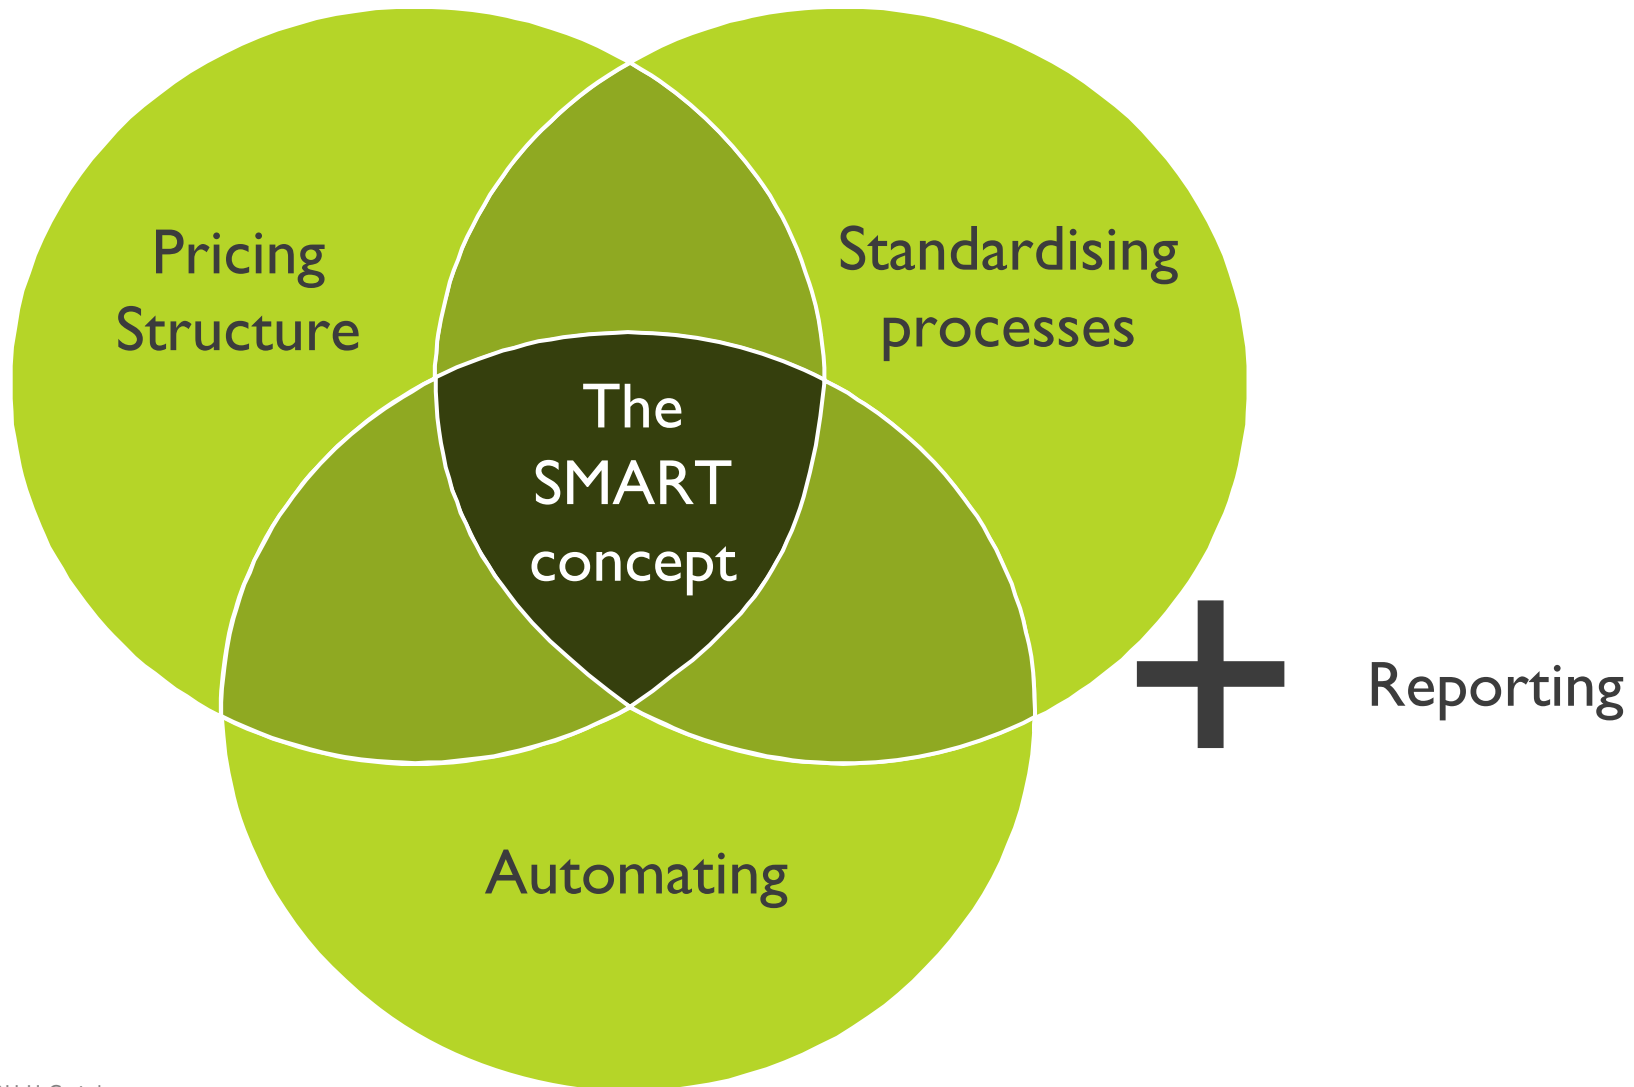 Pricing
Structure
Standardising
processes
The
SMART
concept
Reporting
Automating